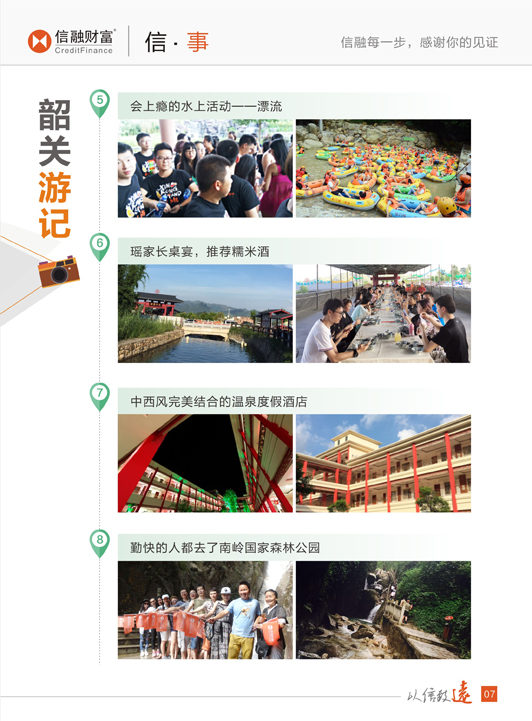 信融财富®
CreditFinance
信·事
信融每一步，感谢你的见证
韶关游记
5
会上瘾的水上活动——漂流
6
瑶家长桌宴，推荐糯米酒
7
中西风完美结合的温泉度假酒店
8
勤快的人都去了南岭国家森林公园
以信致遠
07